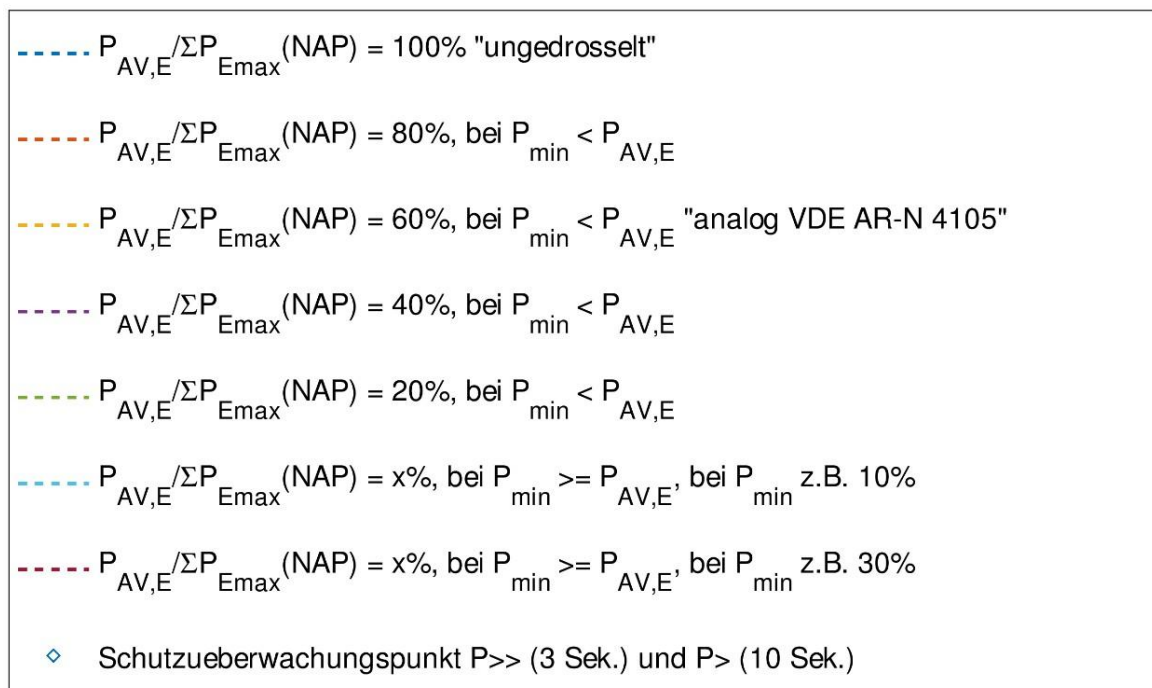 P_AV,E/ΣP_Emax(NAP) = 100% "ungedrosselt"
P_AV,E/ΣP_Emax(NAP) = 80%, bei P_min < P_AV,E
P_AV,E/ΣP_Emax(NAP) = 60%, bei P_min < P_AV,E "analog VDE AR-N 4105"
P_AV,E/ΣP_Emax(NAP) = 40%, bei P_min < P_AV,E
P_AV,E/ΣP_Emax(NAP) = 20%, bei P_min < P_AV,E
P_AV,E/ΣP_Emax(NAP) = x%, bei P_min >= P_AV,E, bei P_min z.B. 10%
P_AV,E/ΣP_Emax(NAP) = x%, bei P_min >= P_AV,E, bei P_min z.B. 30%
Schutzueberwachungspunkt P>> (3 Sek.) und P> (10 Sek.)